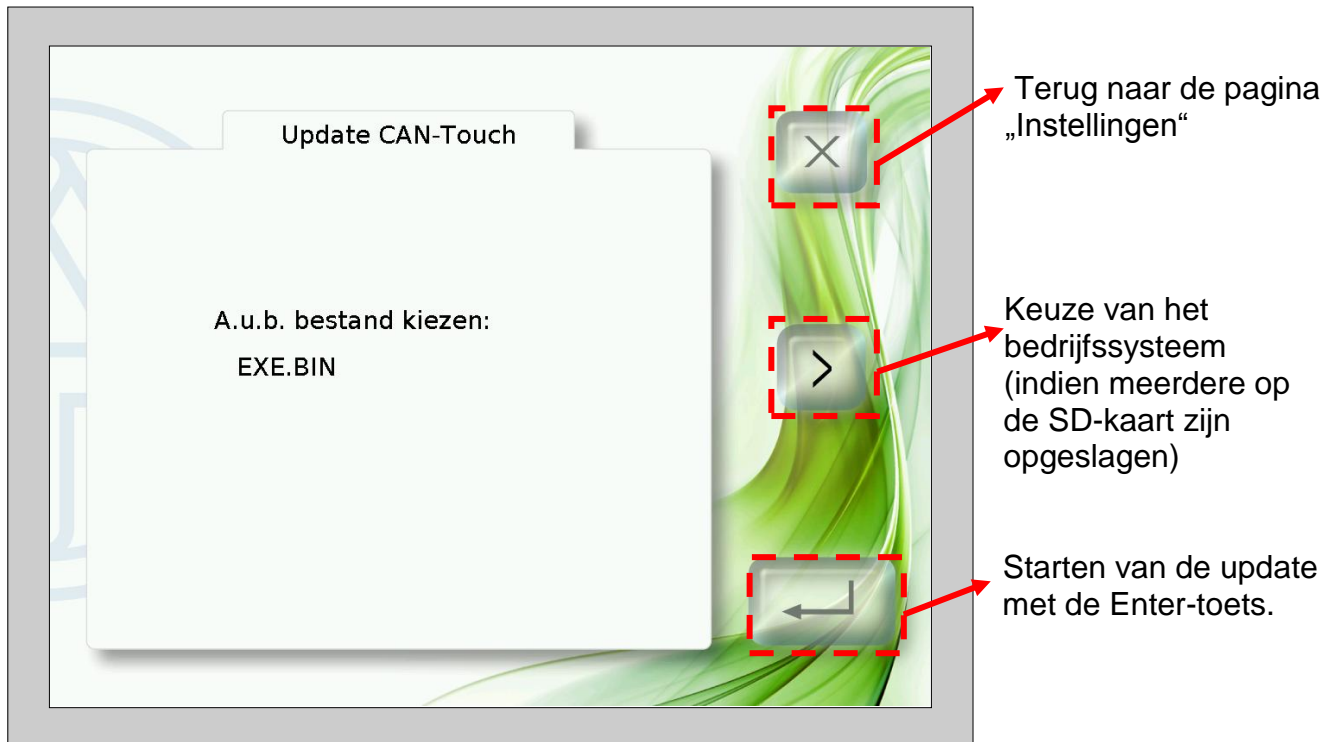 Update CAN-Touch
A.u.b. bestand kiezen:
EXE.BIN
Terug naar de pagina
„Instellingen“
Keuze van het
bedrijfssysteem
(indien meerdere op
de SD-kaart zijn
opgeslagen)
Starten van de update
met de Enter-toets.